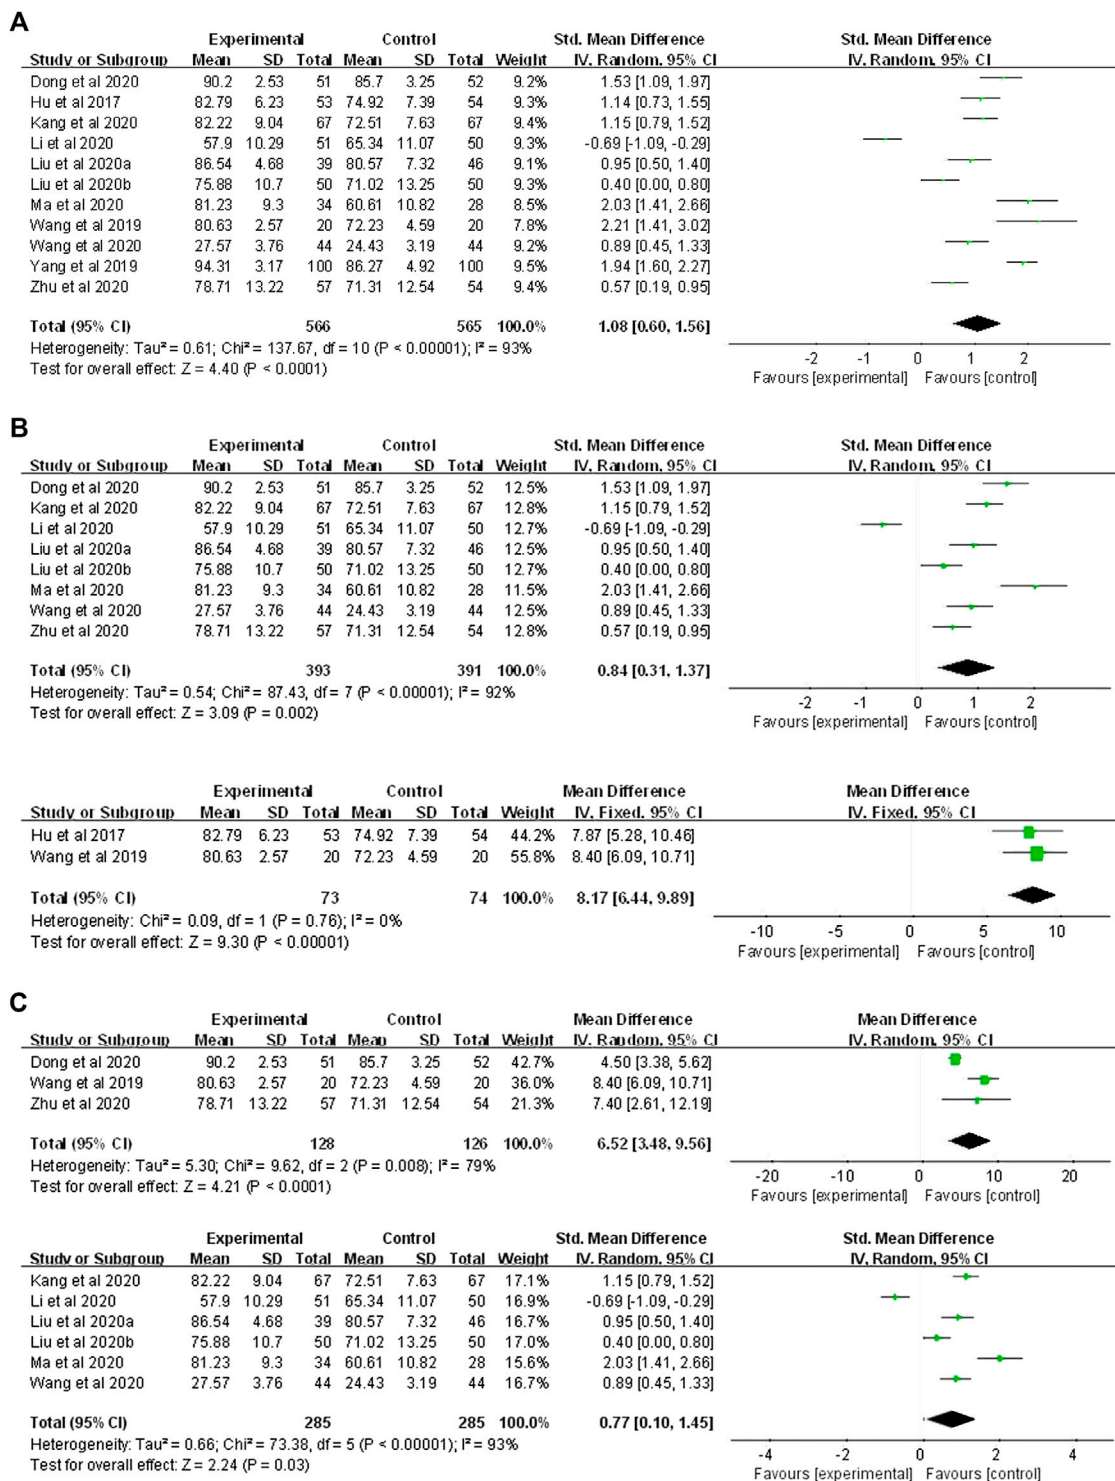 A
Experimental Control Std. Mean Difference Std. Mean Difference
Study or Subgroup Mean SD Total Mean SD Total Weight IV, Random, 95% CI IV, Random, 95% CI
Dong et al 2020 90.2 2.53 51 85.7 3.25 52 9.2% 1.53 [1.09, 1.97]
Hu et al 2017 82.79 6.23 53 74.92 7.39 54 9.3% 1.14 [0.73, 1.55]
Kang et al 2020 82.22 9.04 67 72.51 7.63 67 9.4% 1.15 [0.79, 1.52]
Li et al 2020 57.9 10.29 51 65.34 11.07 50 9.3% -0.69 [-1.09, -0.29]
Liu et al 2020a 86.54 4.68 39 80.57 7.32 46 9.1% 0.95 [0.50, 1.40]
Liu et al 2020b 75.88 10.7 50 71.02 13.25 50 9.3% 0.40 [0.00, 0.80]
Ma et al 2020 81.23 9.3 34 60.61 10.82 28 8.5% 2.03 [1.41, 2.66]
Wang et al 2019 80.63 2.57 20 72.23 4.59 20 7.8% 2.21 [1.41, 3.02]
Wang et al 2020 27.57 3.76 44 24.43 3.19 44 9.2% 0.89 [0.45, 1.33]
Yang et al 2019 94.31 3.17 100 86.27 4.92 100 9.5% 1.94 [1.60, 2.27]
Zhu et al 2020 78.71 13.22 57 71.31 12.54 54 9.4% 0.57 [0.19, 0.95]
Total (95% CI) 566 565 100.0% 1.08 [0.60, 1.56]
Heterogeneity: Tau² = 0.61; Chi² = 137.67, df = 10 (P < 0.00001); I² = 93%
Test for overall effect: Z = 4.40 (P < 0.0001)
-2 -1 0 1 2
Favours [experimental] Favours [control]
B
Experimental Control Std. Mean Difference Std. Mean Difference
Study or Subgroup Mean SD Total Mean SD Total Weight IV, Random, 95% CI IV, Random, 95% CI
Dong et al 2020 90.2 2.53 51 85.7 3.25 52 12.5% 1.53 [1.09, 1.97]
Kang et al 2020 82.22 9.04 67 72.51 7.63 67 12.8% 1.15 [0.79, 1.52]
Li et al 2020 57.9 10.29 51 65.34 11.07 50 12.7% -0.69 [-1.09, -0.29]
Liu et al 2020a 86.54 4.68 39 80.57 7.32 46 12.5% 0.95 [0.50, 1.40]
Liu et al 2020b 75.88 10.7 50 71.02 13.25 50 12.7% 0.40 [0.00, 0.80]
Ma et al 2020 81.23 9.3 34 60.61 10.82 28 11.5% 2.03 [1.41, 2.66]
Wang et al 2020 27.57 3.76 44 24.43 3.19 44 12.5% 0.89 [0.45, 1.33]
Zhu et al 2020 78.71 13.22 57 71.31 12.54 54 12.8% 0.57 [0.19, 0.95]
Total (95% CI) 393 391 100.0% 0.84 [0.31, 1.37]
Heterogeneity: Tau² = 0.54; Chi² = 87.43, df = 7 (P < 0.00001); I² = 92%
Test for overall effect: Z = 3.09 (P = 0.002)
-2 -1 0 1 2
Favours [experimental] Favours [control]
Experimental Control Mean Difference Mean Difference
Study or Subgroup Mean SD Total Mean SD Total Weight IV, Fixed, 95% CI IV, Fixed, 95% CI
Hu et al 2017 82.79 6.23 53 74.92 7.39 54 44.2% 7.87 [5.28, 10.46]
Wang et al 2019 80.63 2.57 20 72.23 4.59 20 55.8% 8.40 [6.09, 10.71]
Total (95% CI) 73 74 100.0% 8.17 [6.44, 9.89]
Heterogeneity: Chi² = 0.09, df = 1 (P = 0.76); I² = 0%
Test for overall effect: Z = 9.30 (P < 0.00001)
-10 -5 0 5 10
Favours [experimental] Favours [control]
C
Experimental Control Mean Difference Mean Difference
Study or Subgroup Mean SD Total Mean SD Total Weight IV, Random, 95% CI IV, Random, 95% CI
Dong et al 2020 90.2 2.53 51 85.7 3.25 52 42.7% 4.50 [3.38, 5.62]
Wang et al 2019 80.63 2.57 20 72.23 4.59 20 36.0% 8.40 [6.09, 10.71]
Zhu et al 2020 78.71 13.22 57 71.31 12.54 54 21.3% 7.40 [2.61, 12.19]
Total (95% CI) 128 126 100.0% 6.52 [3.48, 9.56]
Heterogeneity: Tau² = 5.30; Chi² = 9.62, df = 2 (P = 0.008); I² = 79%
Test for overall effect: Z = 4.21 (P < 0.0001)
-20 -10 0 10 20
Favours [experimental] Favours [control]
Experimental Control Std. Mean Difference Std. Mean Difference
Study or Subgroup Mean SD Total Mean SD Total Weight IV, Random, 95% CI IV, Random, 95% CI
Kang et al 2020 82.22 9.04 67 72.51 7.63 67 17.1% 1.15 [0.79, 1.52]
Li et al 2020 57.9 10.29 51 65.34 11.07 50 16.9% -0.69 [-1.09, -0.29]
Liu et al 2020a 86.54 4.68 39 80.57 7.32 46 16.7% 0.95 [0.50, 1.40]
Liu et al 2020b 75.88 10.7 50 71.02 13.25 50 17.0% 0.40 [0.00, 0.80]
Ma et al 2020 81.23 9.3 34 60.61 10.82 28 15.6% 2.03 [1.41, 2.66]
Wang et al 2020 27.57 3.76 44 24.43 3.19 44 16.7% 0.89 [0.45, 1.33]
Total (95% CI) 285 285 100.0% 0.77 [0.10, 1.45]
Heterogeneity: Tau² = 0.66; Chi² = 73.38, df = 5 (P < 0.00001); I² = 93%
Test for overall effect: Z = 2.24 (P = 0.03)
-4 -2 0 2 4
Favours [experimental] Favours [control]